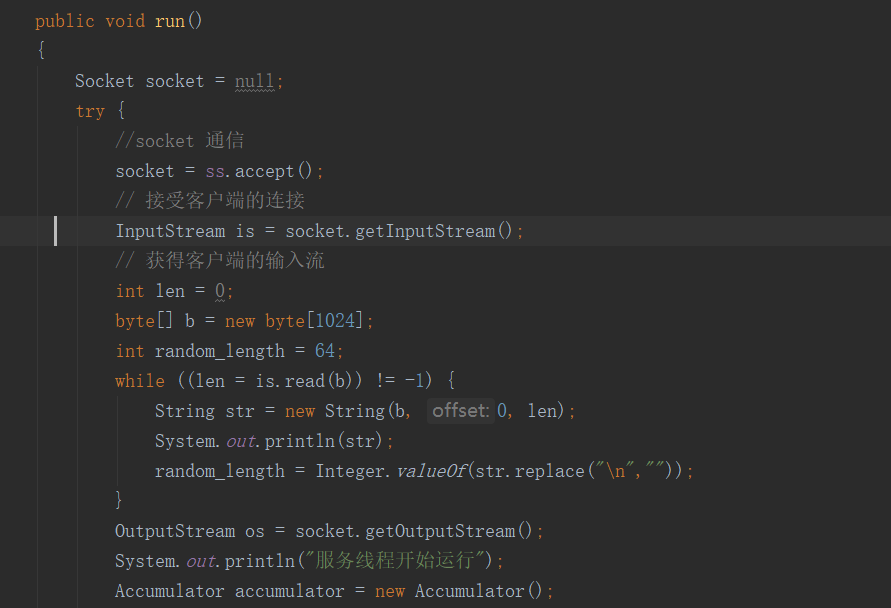 public void run()
{
Socket socket = null;
try {
//socket 通信
socket = ss.accept();
// 接受客户端的连接
InputStream is = socket.getInputStream();
// 获得客户端的输入流
int len = 0;
byte[] b = new byte[1024];
int random_length = 64;
while ((len = is.read(b)) != -1) {
String str = new String(b, offset: 0, len);
System.out.println(str);
random_length = Integer.valueOf(str.replace("\n",""));
}
OutputStream os = socket.getOutputStream();
System.out.println("服务线程开始运行");
Accumulator accumulator = new Accumulator();